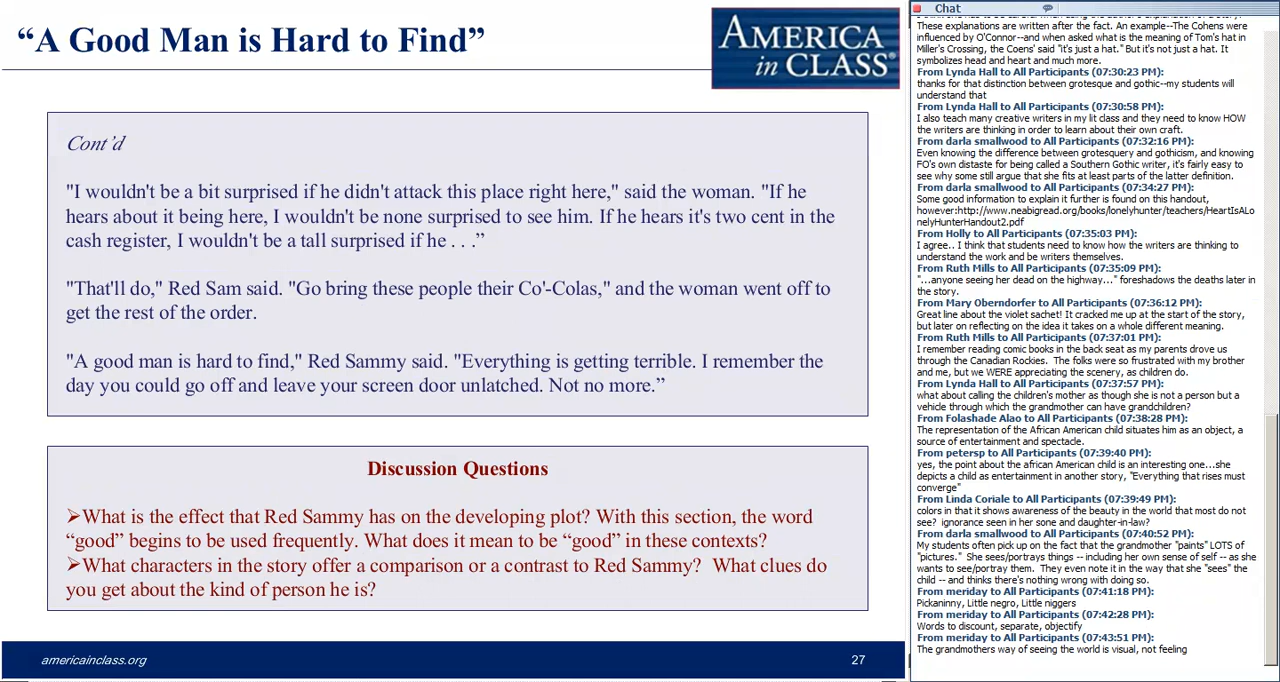 “A Good Man is Hard to Find”
AMERICA
in CLASS®
Cont’d
"I wouldn't be a bit surprised if he didn't attack this place right here," said the woman. "If he
hears about it being here, I wouldn't be none surprised to see him. If he hears it's two cent in the
cash register, I wouldn't be a tall surprised if he . . .”
"That'll do," Red Sam said. "Go bring these people their Co'-Colas," and the woman went off to
get the rest of the order.
"A good man is hard to find," Red Sammy said. "Everything is getting terrible. I remember the
day you could go off and leave your screen door unlatched. Not no more.”
Discussion Questions
➢What is the effect that Red Sammy has on the developing plot? With this section, the word
“good” begins to be used frequently. What does it mean to be “good” in these contexts?
➢What characters in the story offer a comparison or a contrast to Red Sammy?  What clues do
you get about the kind of person he is?
americainclass.org
27
Chat
These explanations are written after the fact. An example--The Cohens were
influenced by O'Connor--and when asked what is the meaning of Tom's hat in
Miller's Crossing, the Coens' said "it's just a hat." But it's not just a hat. It
symbolizes head and heart and much more.
From Lynda Hall to All Participants (07:30:23 PM):
thanks for that distinction between grotesque and gothic--my students will
understand that
From Lynda Hall to All Participants (07:30:58 PM):
I also teach many creative writers in my lit class and they need to know HOW
the writers are thinking in order to learn about their own craft.
From darla smallwood to All Participants (07:32:16 PM):
Even knowing the difference between grotesquery and gothicism, and knowing
FO's own distaste for being called a Southern Gothic writer, it's fairly easy to
see why some still argue that she fits at least parts of the latter definition.
From darla smallwood to All Participants (07:34:27 PM):
Some good information to explain it further is found on this handout,
however:http://www.neabigread.org/books/lonelyhunter/teachers/HeartIsALo
nelyHunterHandout2.pdf
From Holly to All Participants (07:35:03 PM):
I agree.. I think that students need to know how the writers are thinking to
understand the work and be writers themselves.
From Ruth Mills to All Participants (07:35:09 PM):
"...anyone seeing her dead on the highway..." foreshadows the deaths later in
the story.
From Mary Oberndorfer to All Participants (07:36:12 PM):
Great line about the violet sachet! It cracked me up at the start of the story,
but later on reflecting on the idea it takes on a whole different meaning.
From Ruth Mills to All Participants (07:37:01 PM):
I remember reading comic books in the back seat as my parents drove us
through the Canadian Rockies.  The folks were so frustrated with my brother
and me, but we WERE appreciating the scenery, as children do.
From Lynda Hall to All Participants (07:37:57 PM):
what about calling the children's mother as though she is not a person but a
vehicle through which the grandmother can have grandchildren?
From Folashade Alao to All Participants (07:38:28 PM):
The representation of the African American child situates him as an object, a
source of entertainment and spectacle.
From petersp to All Participants (07:39:40 PM):
yes, the point about the african American child is an interesting one...she
depicts a child as entertainment in another story, "Everything that rises must
converge"
From Linda Coriale to All Participants (07:39:49 PM):
colors in that it shows awareness of the beauty in the world that most do not
see?  ignorance seen in her sone and daughter-in-law?
From darla smallwood to All Participants (07:40:52 PM):
My students often pick up on the fact that the grandmother "paints" LOTS of
"pictures."  She sees/portrays things -- including her own sense of self -- as she
wants to see/portray them.  They even note it in the way that she "sees" the
child -- and thinks there's nothing wrong with doing so.
From meriday to All Participants (07:41:18 PM):
Pickaninny, Little negro, Little niggers
From meriday to All Participants (07:42:28 PM):
Words to discount, separate, objectify
From meriday to All Participants (07:43:51 PM):
The grandmothers way of seeing the world is visual, not feeling